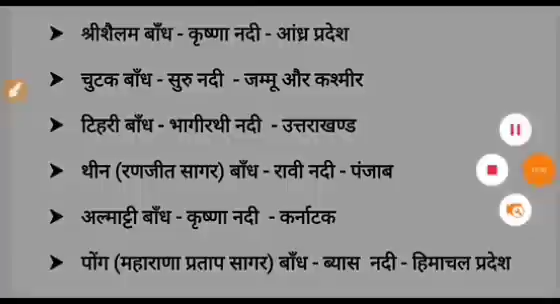 ➤ श्रीशैलम बाँध - कृष्णा नदी - आंध्र प्रदेश
➤ चुटक बाँध - सुरु नदी - जम्मू और कश्मीर
➤ टिहरी बाँध - भागीरथी नदी - उत्तराखण्ड
➤ थीन (रणजीत सागर) बाँध - रावी नदी - पंजाब
➤ अल्माट्टी बाँध - कृष्णा नदी - कर्नाटक
➤ पोंग (महाराणा प्रताप सागर) बाँध - ब्यास नदी - हिमाचल प्रदेश